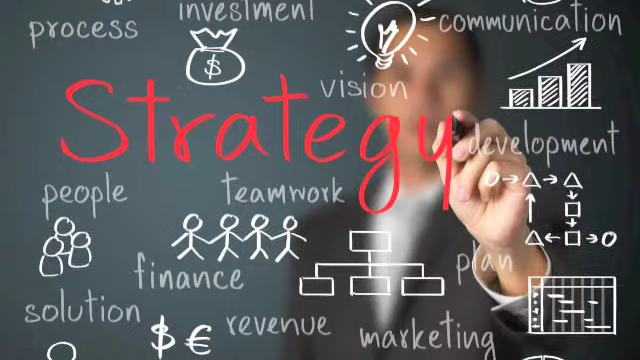 investment
process
communication
$
vision
Strategy
development
people
teamwork
finance
plan
solution
$ €
revenue
marketing